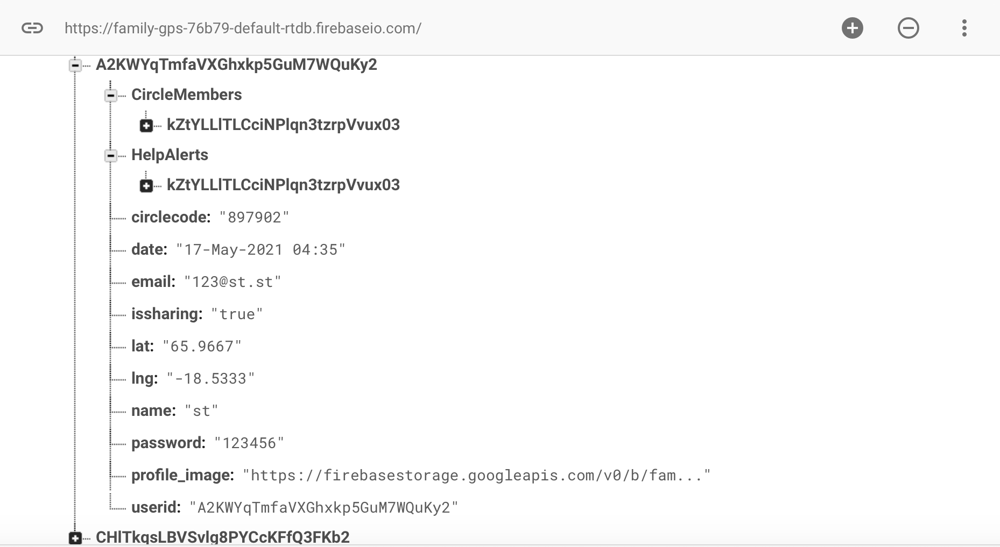 https://family-gps-76b79-default-rtdb.firebaseio.com/
A2KWYqTmfaVXGhxkp5GuM7WQuKy2
CircleMembers
kZtYLLlTLCciNPlqn3tzrpVvux03
HelpAlerts
kZtYLLlTLCciNPlqn3tzrpVvux03
circlecode: "897902"
date: "17-May-2021 04:35"
email: "123@st.st"
issharing: "true"
lat: "65.9667"
lng: "-18.5333"
name: "st"
password: "123456"
profile_image: "https://firebasestorage.googleapis.com/v0/b/fam..."
userid: "A2KWYqTmfaVXGhxkp5GuM7WQuKy2"
CHlTkqsLBVSvlg8PYCcKFfQ3FKb2